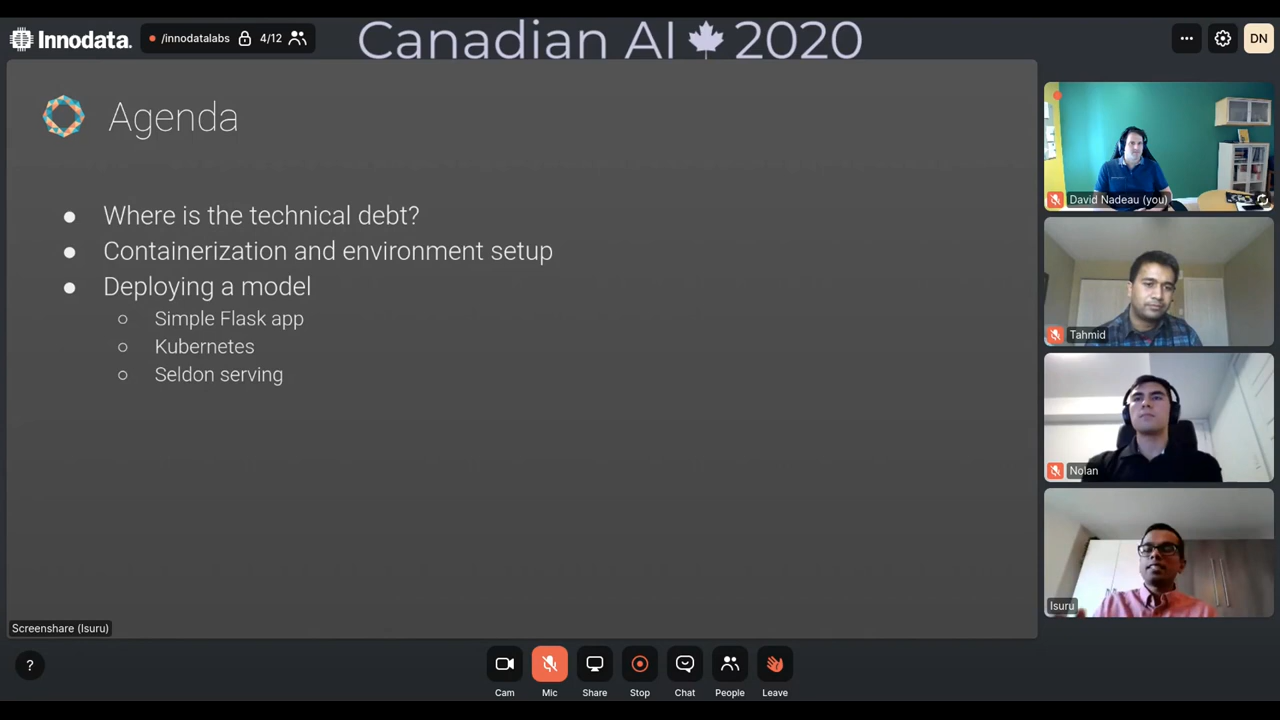 Innodata.
/innodatalabs 4/12
Canadian AI 2020
DN
Agenda
Where is the technical debt?
Containerization and environment setup
Deploying a model
Simple Flask app
Kubernetes
Seldon serving
David Nadeau (you)
Tahmid
Nolan
Isuru
Screenshare (Isuru)
?
Cam Mic Share Stop Chat People Leave